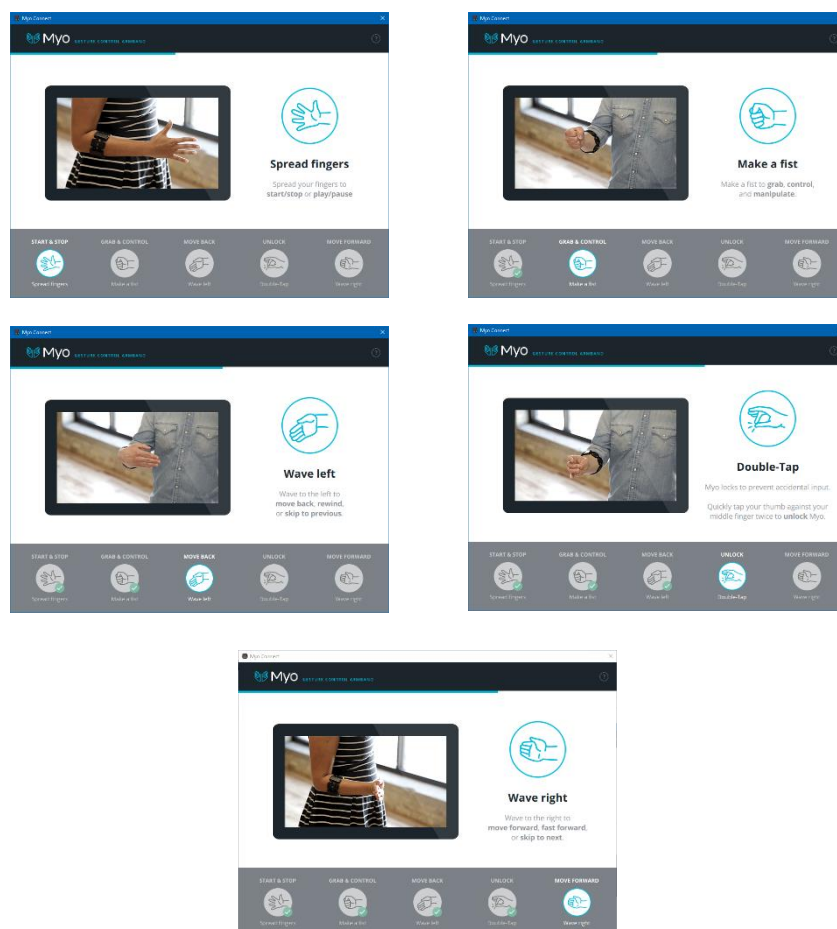 Myo Connect
Myo GESTURE CONTROL ARMBAND
Spread fingers
Spread your fingers to
start/stop or play/pause
START & STOP GRAB & CONTROL MOVE BACK UNLOCK MOVE FORWARD
Spread fingers Make a fist Wave left Double-Tap Wave right
Myo Connect
Myo GESTURE CONTROL ARMBAND
Make a fist
Make a fist to grab, control,
and manipulate.
START & STOP GRAB & CONTROL MOVE BACK UNLOCK MOVE FORWARD
Spread fingers Make a fist Wave left Double-Tap Wave right
Myo Connect
Myo GESTURE CONTROL ARMBAND
Wave left
Wave to the left to
move back, rewind,
or skip to previous.
START & STOP GRAB & CONTROL MOVE BACK UNLOCK MOVE FORWARD
Spread fingers Make a fist Wave left Double-Tap Wave right
Myo Connect
Myo GESTURE CONTROL ARMBAND
Double-Tap
Myo locks to prevent accidental input.
Quickly tap your thumb against your
middle finger twice to unlock Myo.
START & STOP GRAB & CONTROL MOVE BACK UNLOCK MOVE FORWARD
Spread fingers Make a fist Wave left Double-Tap Wave right
Myo Connect
Myo GESTURE CONTROL ARMBAND
Wave right
Wave to the right to
move forward, fast forward,
or skip to next.
START & STOP GRAB & CONTROL MOVE BACK UNLOCK MOVE FORWARD
Spread fingers Make a fist Wave left Double-Tap Wave right